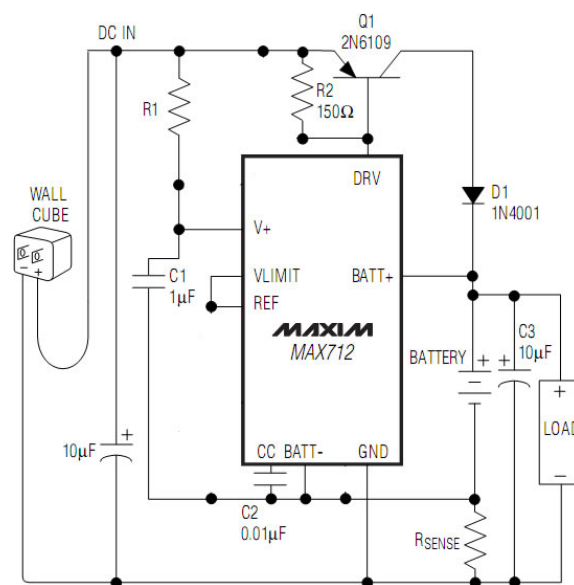 Q1
2N6109
DC IN
R1
R2
150Ω
DRV
WALL
CUBE
D1
1N4001
V+
C1
1μF
VLIMIT
REF
BATT+
MAXIM
MAX712
C3
10μF
BATTERY
+
+
+
LOAD
−
− +
10μF
+
CC
BATT-
GND
C2
0.01μF
RSENSE